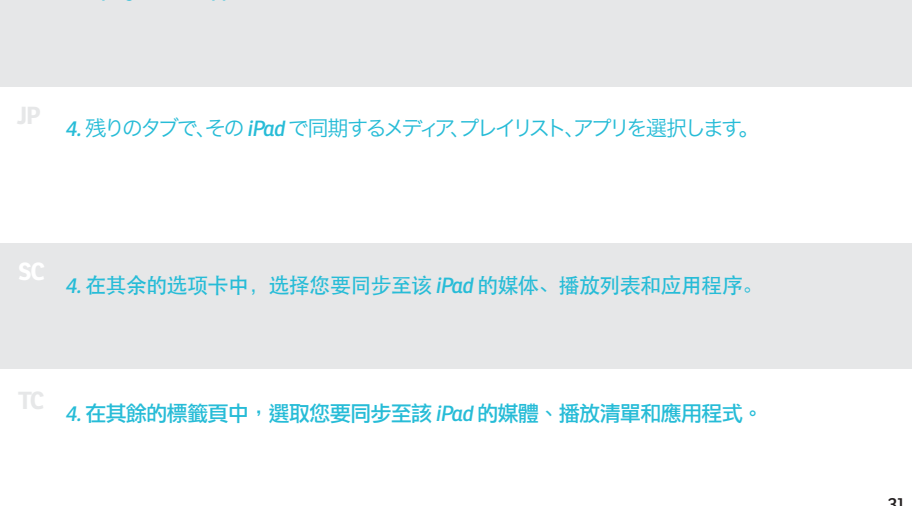 JP
4. 残りのタブで、その iPad で同期するメディア、プレイリスト、アプリを選択します。
SC
4. 在其余的选项卡中，选择您要同步至该 iPad 的媒体、播放列表和应用程序。
TC
4. 在其餘的標籤頁中，選取您要同步至該 iPad 的媒體、播放清單和應用程式。
31